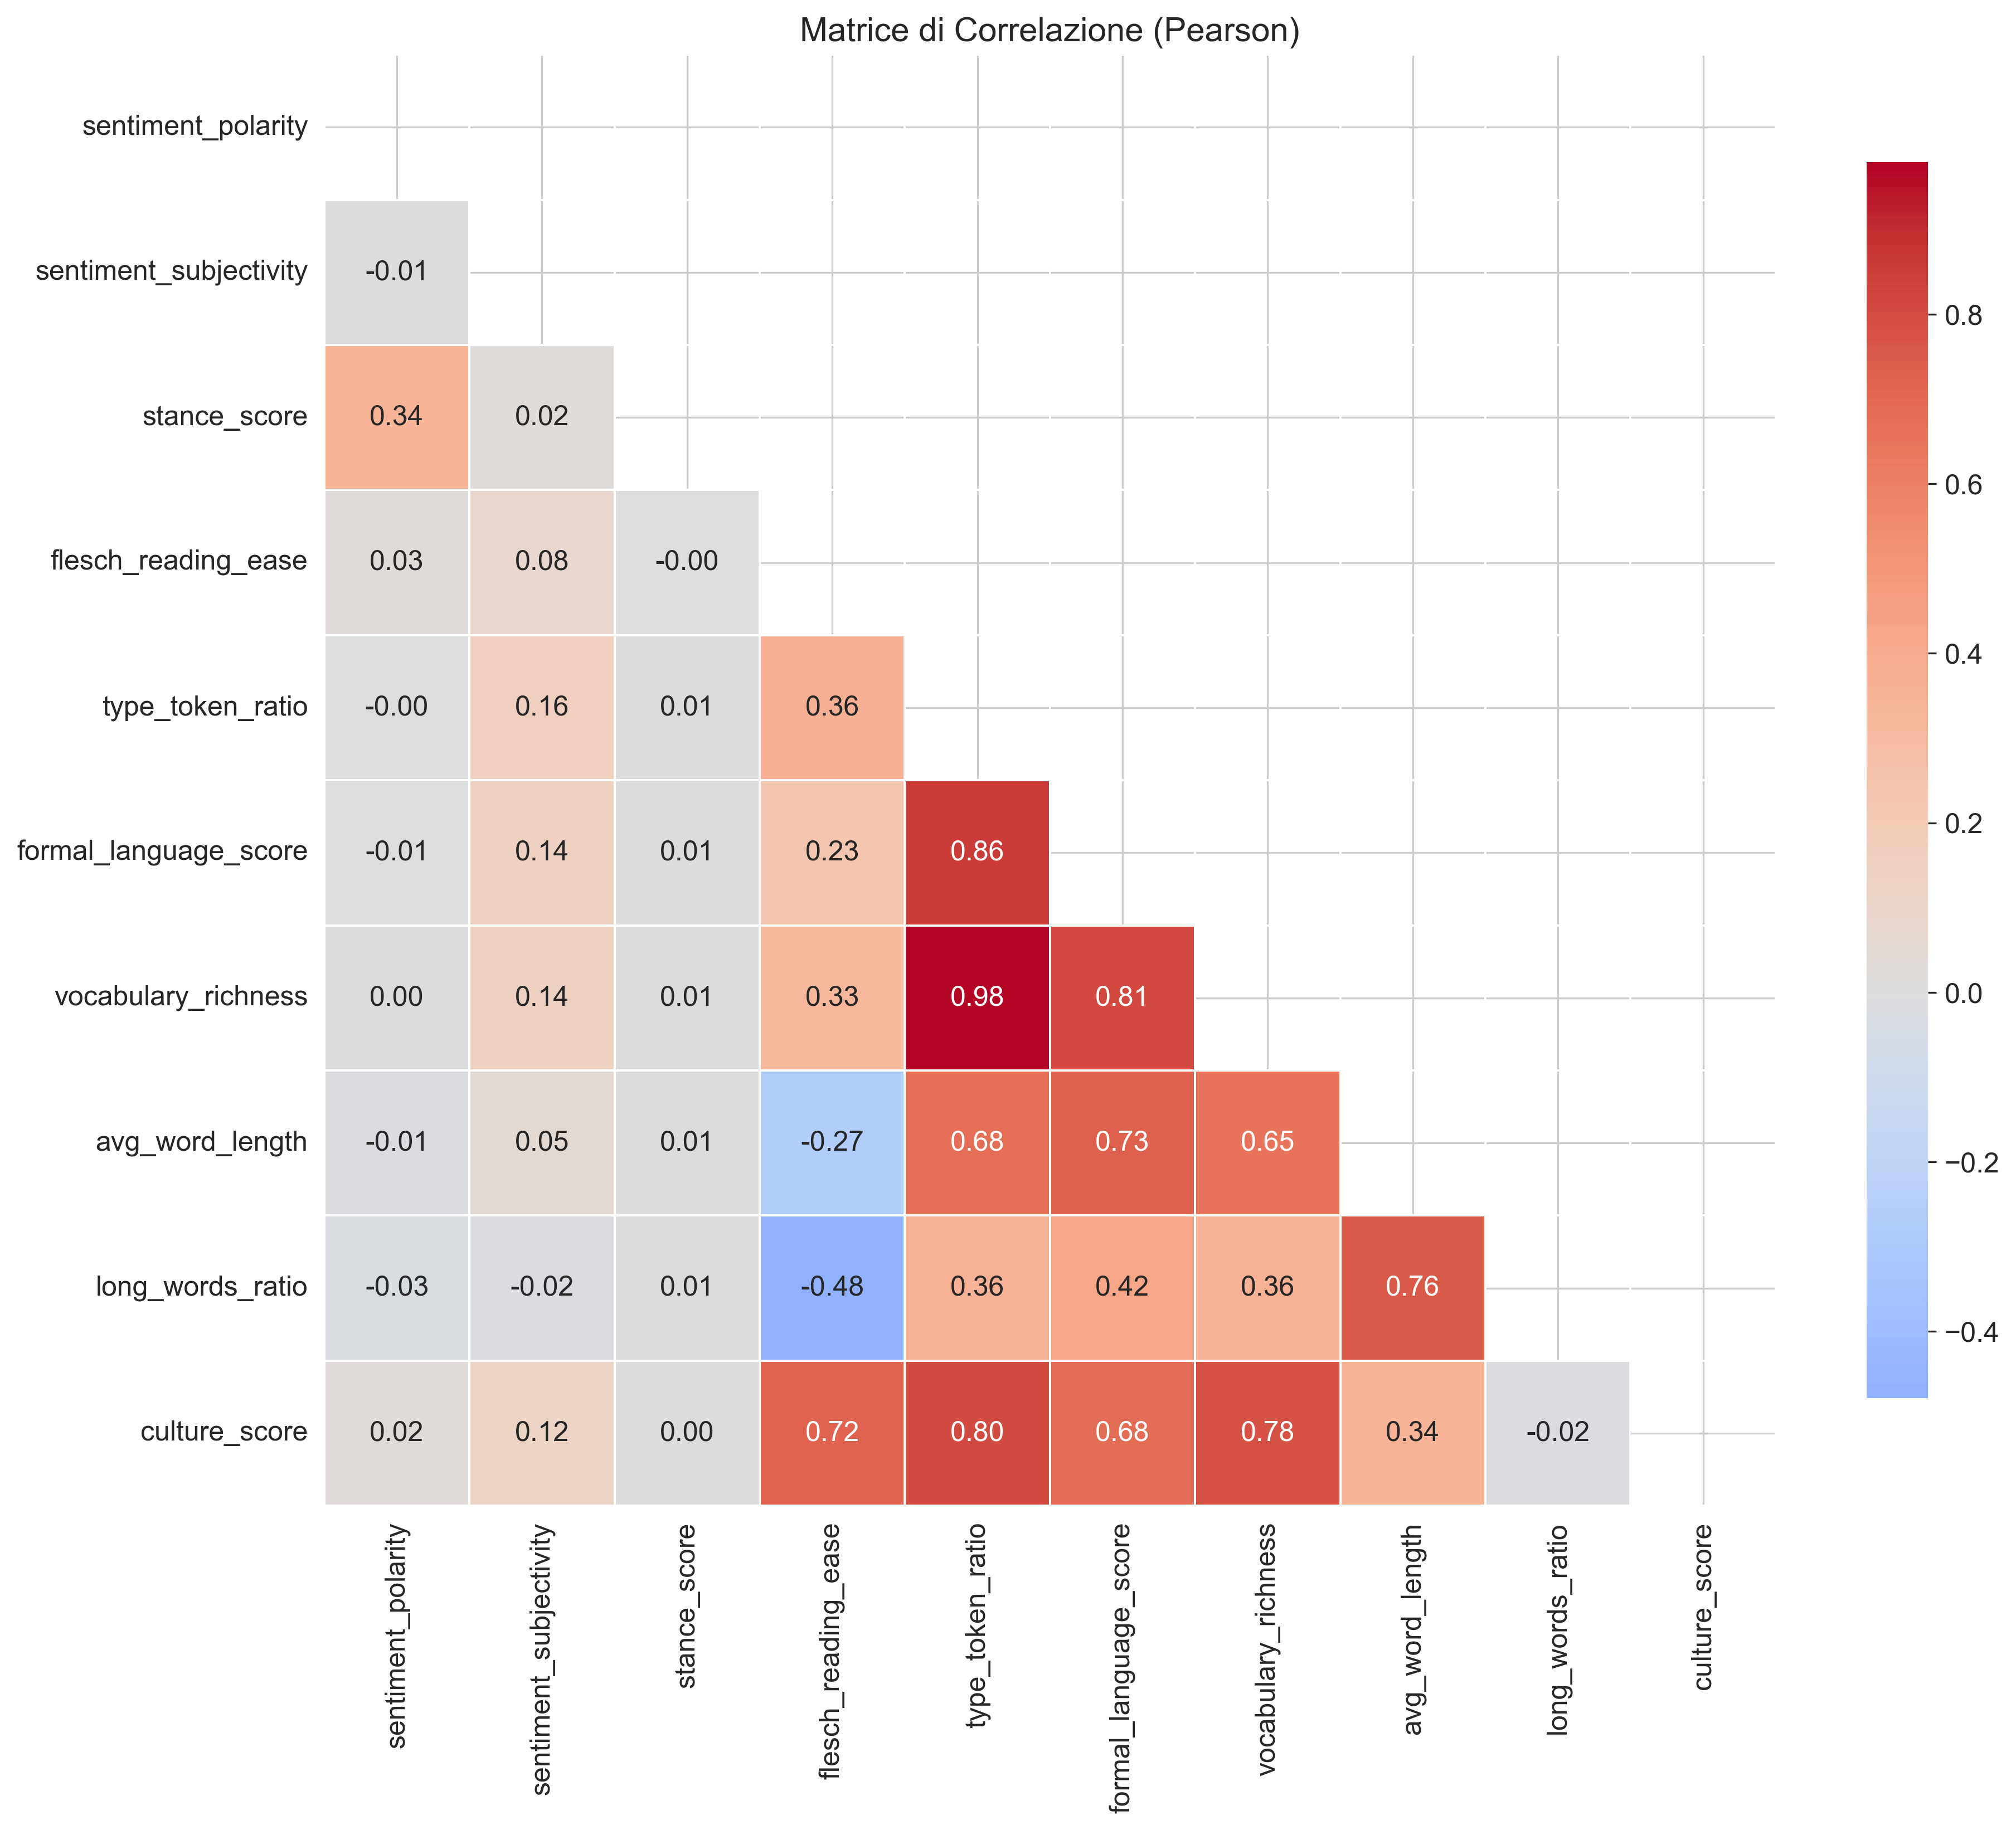 Matrice di Correlazione (Pearson)
sentiment_polarity
sentiment_subjectivity -0.01
stance_score 0.34 0.02
flesch_reading_ease 0.03 0.08 -0.00
type_token_ratio -0.00 0.16 0.01 0.36
formal_language_score -0.01 0.14 0.01 0.23 0.86
vocabulary_richness 0.00 0.14 0.01 0.33 0.98 0.81
avg_word_length -0.01 0.05 0.01 -0.27 0.68 0.73 0.65
long_words_ratio -0.03 -0.02 0.01 -0.48 0.36 0.42 0.36 0.76
culture_score 0.02 0.12 0.00 0.72 0.80 0.68 0.78 0.34 -0.02
sentiment_polarity
sentiment_subjectivity
stance_score
flesch_reading_ease
type_token_ratio
formal_language_score
vocabulary_richness
avg_word_length
long_words_ratio
culture_score
0.8
0.6
0.4
0.2
0.0
−0.2
−0.4